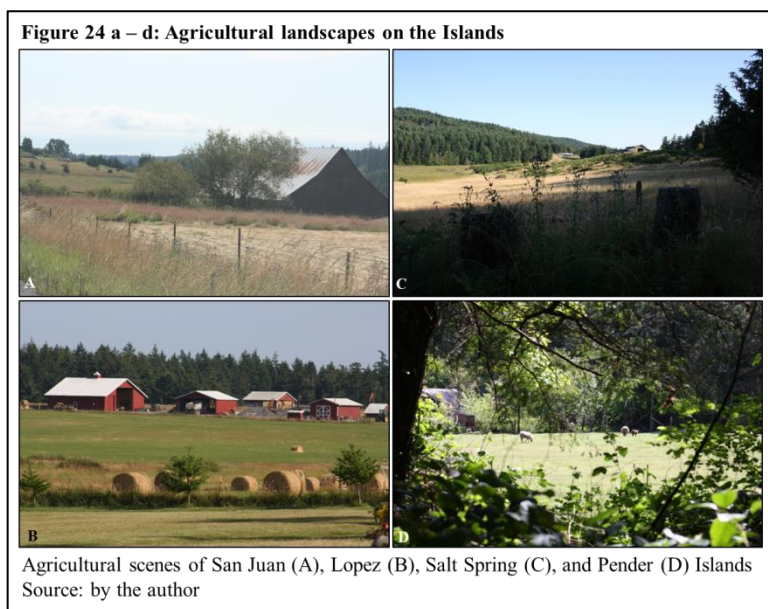 Figure 24 a – d: Agricultural landscapes on the Islands
A
C
B
D
Agricultural scenes of San Juan (A), Lopez (B), Salt Spring (C), and Pender (D) Islands
Source: by the author